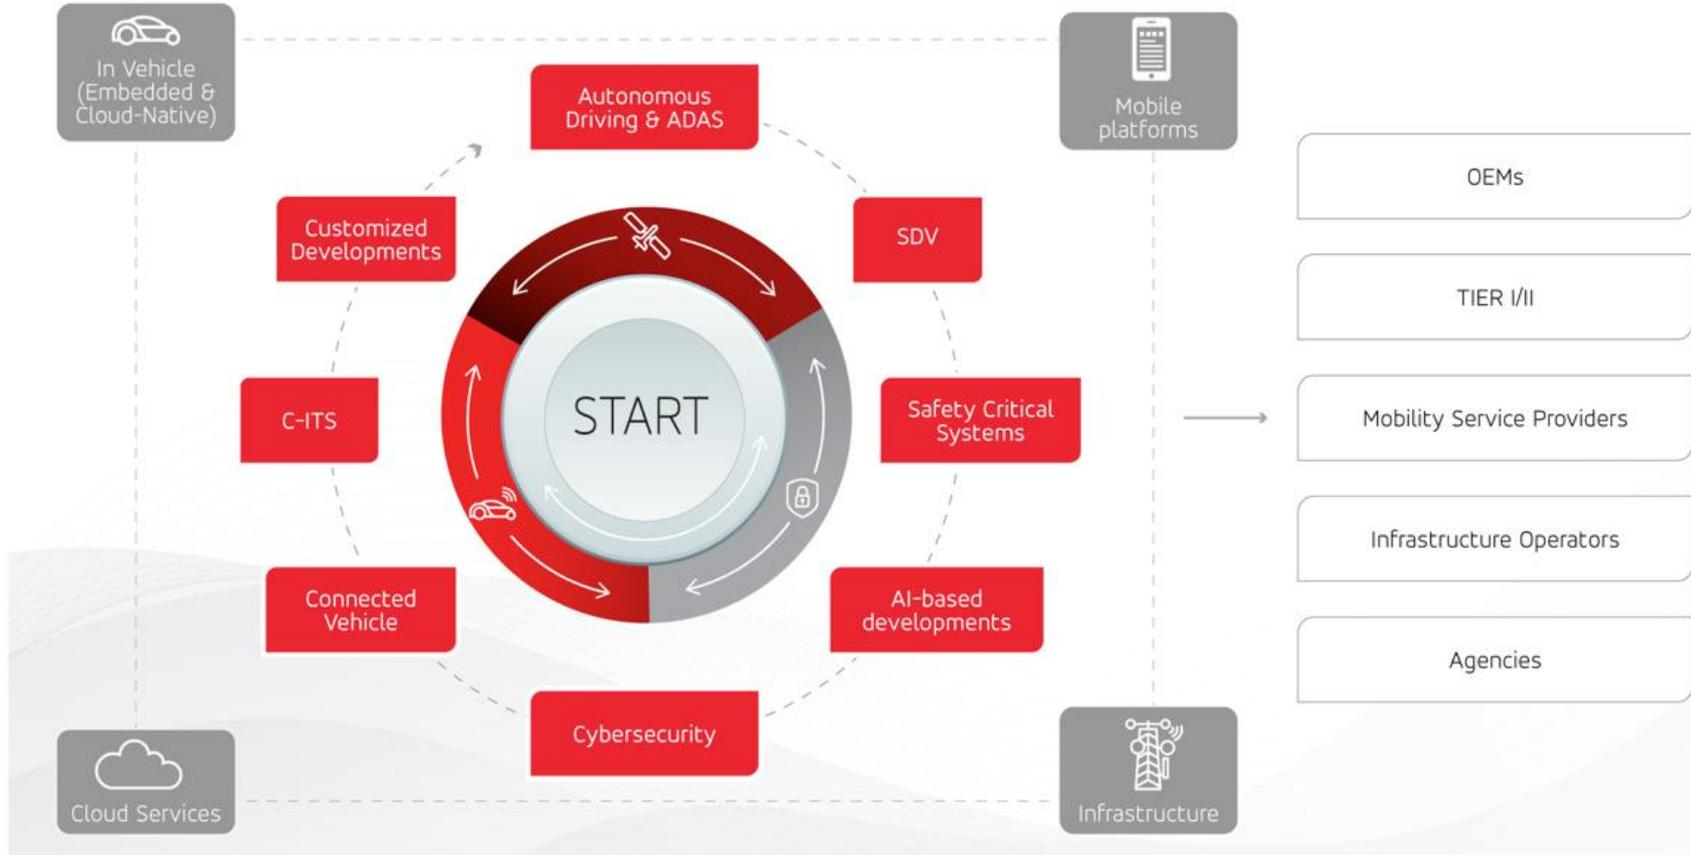 In Vehicle
(Embedded &
Cloud-Native)
Mobile
platforms
Autonomous
Driving & ADAS
Customized
Developments
SDV
START
C-ITS
Safety Critical
Systems
Connected
Vehicle
AI-based
developments
Cybersecurity
Cloud Services
Infrastructure
OEMs
TIER I/II
Mobility Service Providers
Infrastructure Operators
Agencies